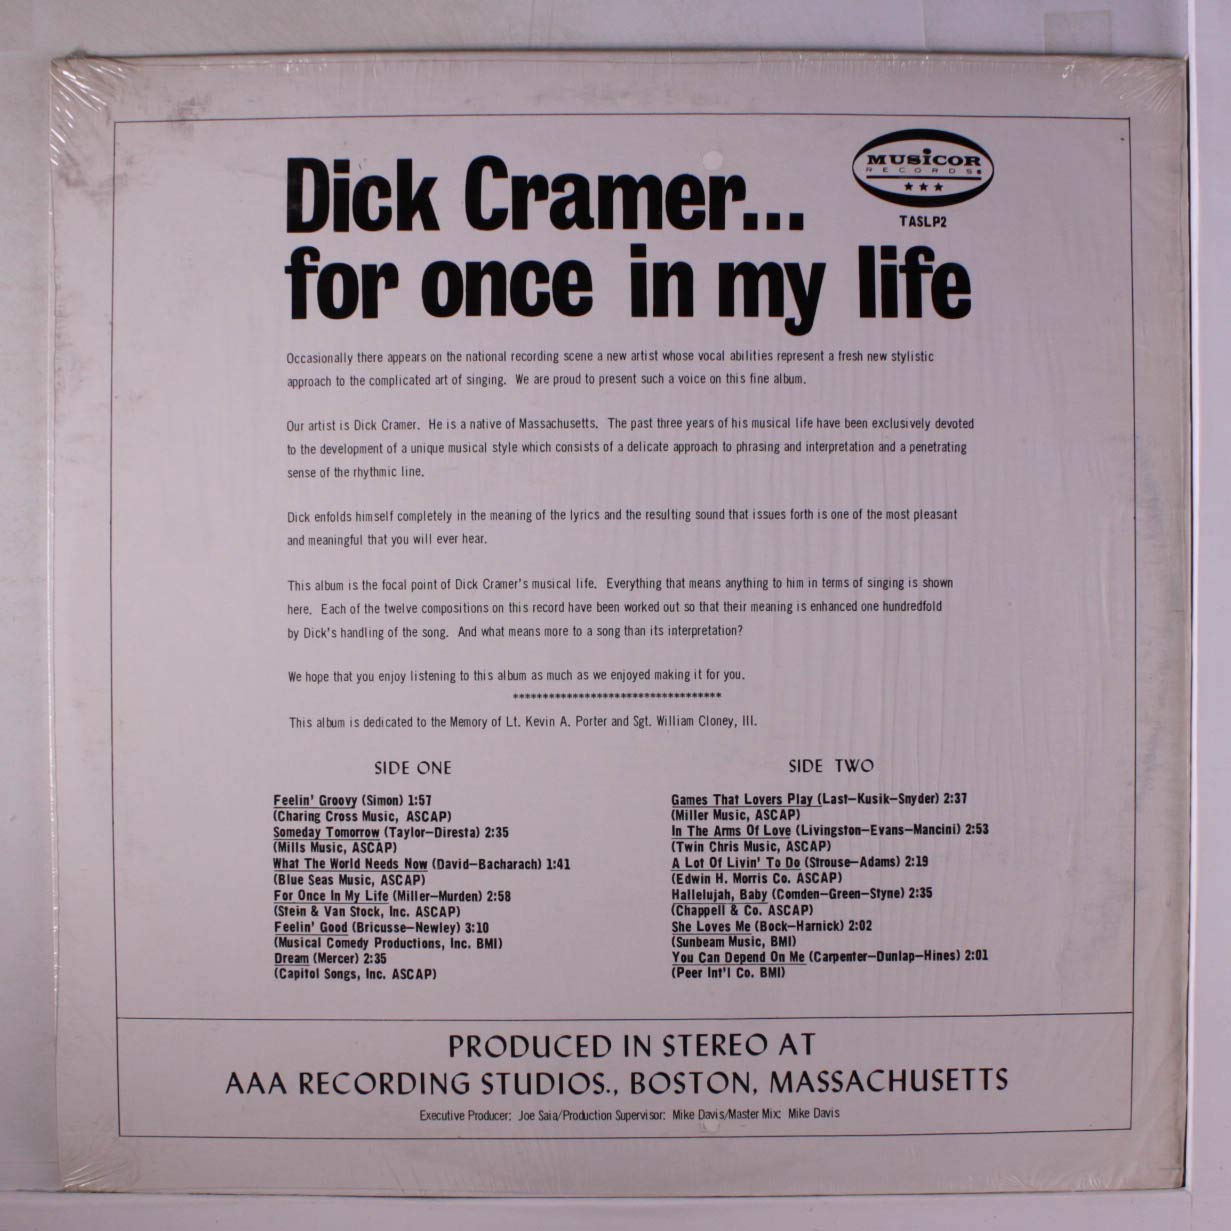 Dick Cramer...
MUSICOR
RECORDS
TASLP2
for once in my life
Occasionally there appears on the national recording scene a new artist whose vocal abilities represent a fresh new stylistic
approach to the complicated art of singing. We are proud to present such a voice on this fine album.
Our artist is Dick Cramer. He is a native of Massachusetts. The past three years of his musical life have been exclusively devoted
to the development of a unique musical style which consists of a delicate approach to phrasing and interpretation and a penetrating
sense of the rhythmic line.
Dick enfolds himself completely in the meaning of the lyrics and the resulting sound that issues forth is one of the most pleasant
and meaningful that you will ever hear.
This album is the focal point of Dick Cramer's musical life. Everything that means anything to him in terms of singing is shown
here. Each of the twelve compositions on this record have been worked out so that their meaning is enhanced one hundredfold
by Dick's handling of the song. And what means more to a song than its interpretation?
We hope that you enjoy listening to this album as much as we enjoyed making it for you.
***********************************
This album is dedicated to the Memory of Lt. Kevin A. Porter and Sgt. William Cloney, III.
SIDE ONE
Feelin' Groovy (Simon) 1:57
(Charing Cross Music, ASCAP)
Someday Tomorrow (Taylor-Diresta) 2:35
(Mills Music, ASCAP)
What The World Needs Now (David-Bacharach) 1:41
(Blue Seas Music, ASCAP)
For Once In My Life (Miller-Murden) 2:58
(Stein & Van Stock, Inc. ASCAP)
Feelin' Good (Bricusse-Newley) 3:10
(Musical Comedy Productions, Inc. BMI)
Dream (Mercer) 2:35
(Capitol Songs, Inc. ASCAP)
SIDE TWO
Games That Lovers Play (Last-Kusik-Snyder) 2:37
(Miller Music, ASCAP)
In The Arms Of Love (Livingston-Evans-Mancini) 2:53
(Twin Chris Music, ASCAP)
A Lot Of Livin' To Do (Strouse-Adams) 2:19
(Edwin H. Morris Co. ASCAP)
Hallelujah, Baby (Comden-Green-Styne) 2:35
(Chappell & Co. ASCAP)
She Loves Me (Bock-Harnick) 2:02
(Sunbeam Music, BMI)
You Can Depend On Me (Carpenter-Dunlap-Hines) 2:01
(Peer Int'l Co. BMI)
PRODUCED IN STEREO AT
AAA RECORDING STUDIOS., BOSTON, MASSACHUSETTS
Executive Producer: Joe Saia/Production Supervisor: Mike Davis/Master Mix: Mike Davis